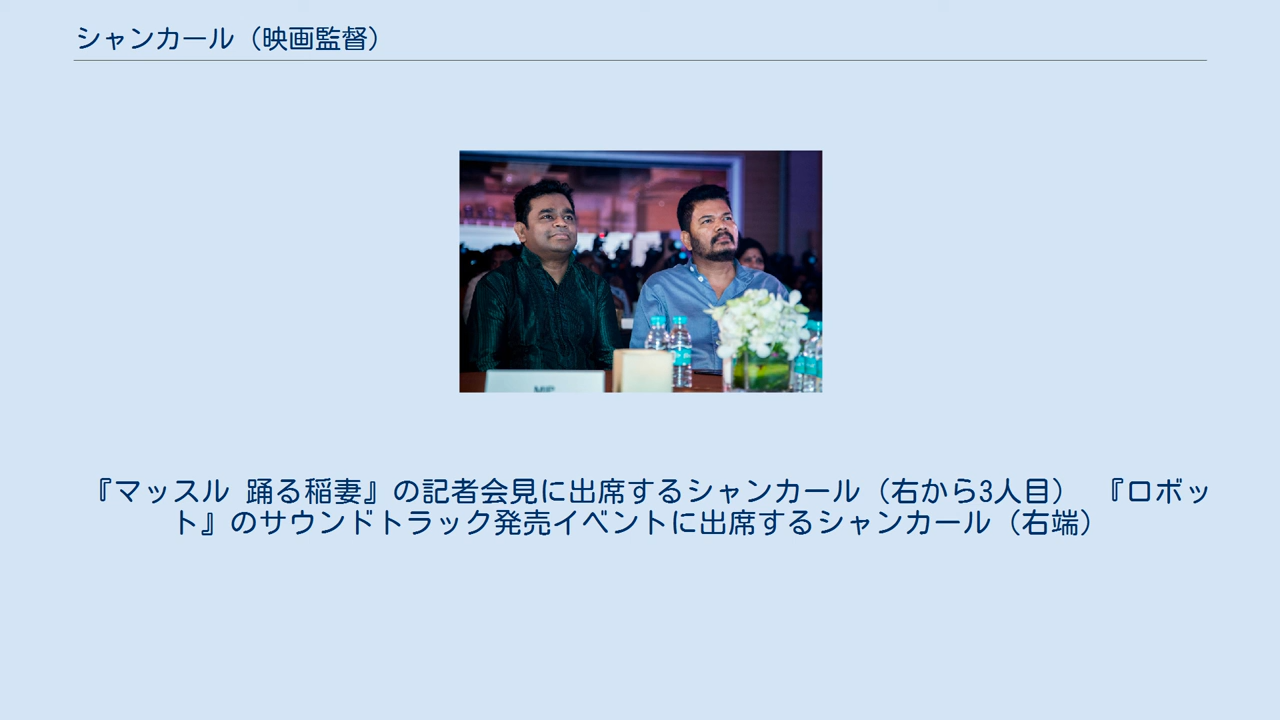 シャンカール（映画監督）
『マッスル 踊る稲妻』の記者会見に出席するシャンカール（右から3人目） 『ロボッ
ト』のサウンドトラック発売イベントに出席するシャンカール（右端）